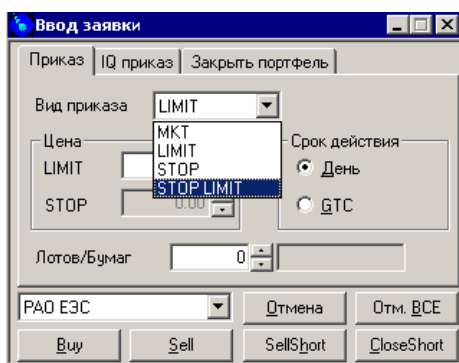 Ввод заявки
Приказ IQ приказ Закрыть портфель
Вид приказа LIMIT
MKT
LIMIT
STOP
STOP LIMIT
Цена
LIMIT
STOP 0.00
Срок действия
День
GTC
Лотов/Бумаг 0
РАО ЕЭС Отмена Отм. ВСЕ
Buy Sell SellShort CloseShort